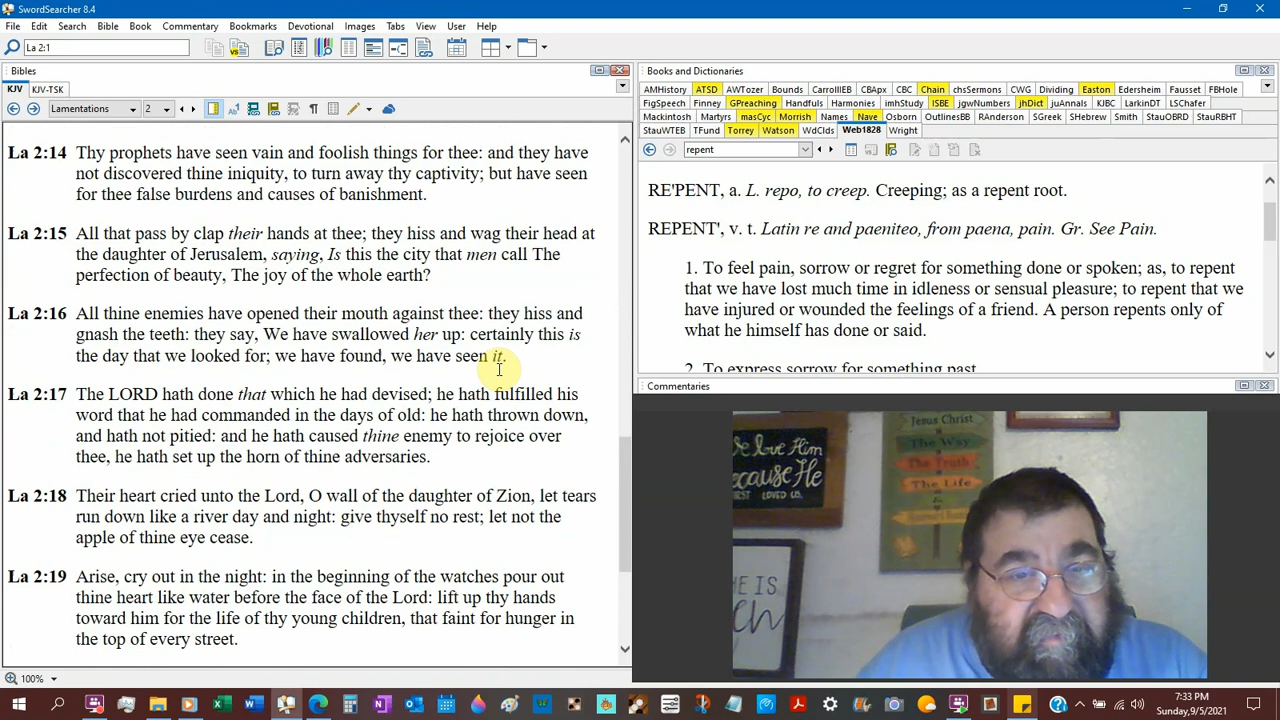 SwordSearcher 8.4
File Edit Search Bible Book Commentary Bookmarks Devotional Images Tabs View User Help
La 2:1
Bibles
KJV KJV-TSK
Lamentations 2
La 2:14 Thy prophets have seen vain and foolish things for thee: and they have
not discovered thine iniquity, to turn away thy captivity; but have seen
for thee false burdens and causes of banishment.
La 2:15 All that pass by clap their hands at thee; they hiss and wag their head at
the daughter of Jerusalem, saying, Is this the city that men call The
perfection of beauty, The joy of the whole earth?
La 2:16 All thine enemies have opened their mouth against thee: they hiss and
gnash the teeth: they say, We have swallowed her up: certainly this is
the day that we looked for; we have found, we have seen it.
La 2:17 The LORD hath done that which he had devised; he hath fulfilled his
word that he had commanded in the days of old: he hath thrown down,
and hath not pitied: and he hath caused thine enemy to rejoice over
thee, he hath set up the horn of thine adversaries.
La 2:18 Their heart cried unto the Lord, O wall of the daughter of Zion, let tears
run down like a river day and night: give thyself no rest; let not the
apple of thine eye cease.
La 2:19 Arise, cry out in the night: in the beginning of the watches pour out
thine heart like water before the face of the Lord: lift up thy hands
toward him for the life of thy young children, that faint for hunger in
the top of every street.
100%
Books and Dictionaries
AMHistory ATSD AWTozer Bounds CarrollEB CBApx Chain chsSermons CWG Dividing Easton Edersheim Fausset FBHole
FigSpeech Finney GPreaching Handfuls Harmonies imhStudy ISBE jgwNumbers jhDict juAnnals KJBC LarkinDT LSChafer
Mackintosh Martyrs masCyc Morrish Names Nave Osborn OutlinesBB RAnderson SGreek SHebrew Smith StauOBRD StauRBHT
StauWTEB TFund Torrey Watson WdClds Web1828 Wright
repent
RE'PENT, a. L. repo, to creep. Creeping; as a repent root.
REPENT', v. t. Latin re and paeniteo, from paena, pain. Gr. See Pain.
1. To feel pain, sorrow or regret for something done or spoken; as, to repent
that we have lost much time in idleness or sensual pleasure; to repent that we
have injured or wounded the feelings of a friend. A person repents only of
what he himself has done or said.
2. To express sorrow for something past.
Commentaries
We love Him
because He
FIRST LOVED US.
Jesus Christ
The Way
The Truth
The Life
HE IS
7:33 PM
Sunday, 9/5/2021